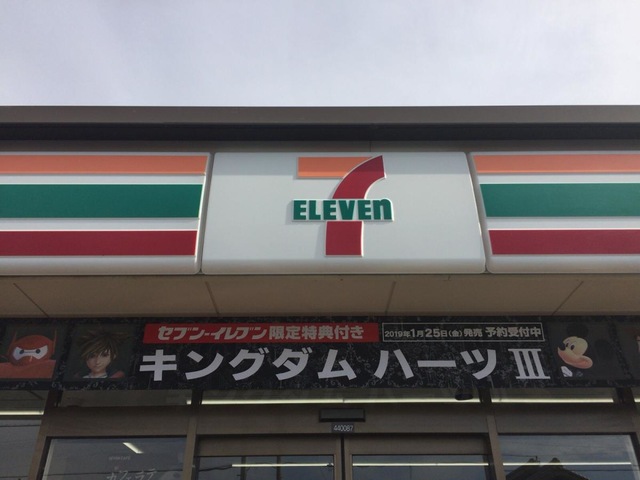 7
ELEVEn
セブン-イレブン限定特典付き
2019年1月25日(金)発売 予約受付中
キングダム ハーツ III
440087